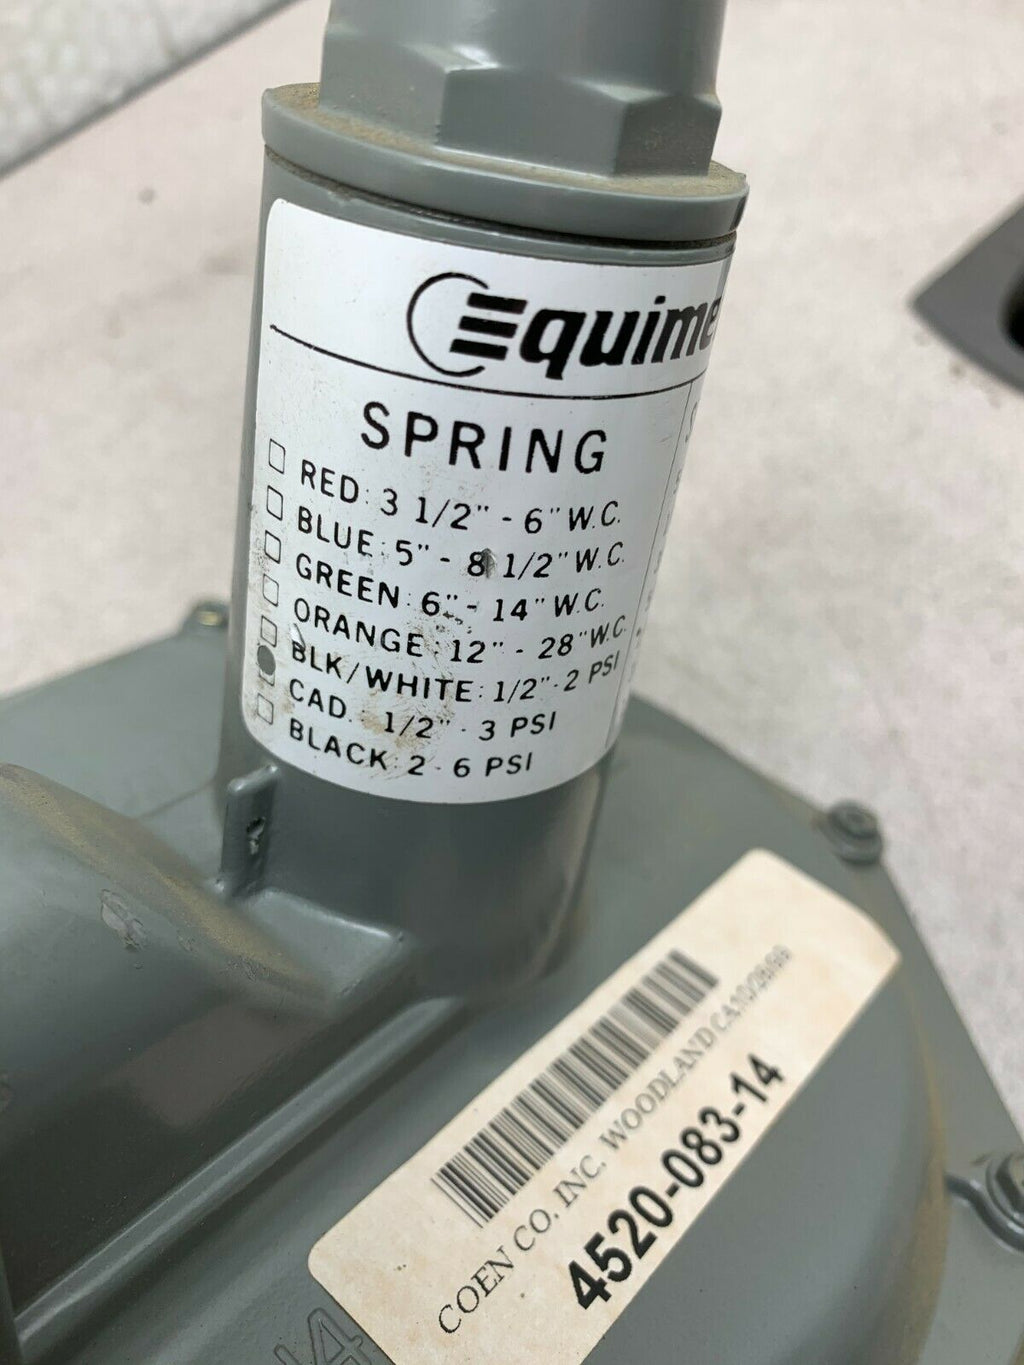 Equime
SPRING
RED: 3 1/2" - 6" W.C.
BLUE: 5" - 8 1/2" W.C.
GREEN: 6" - 14" W.C.
ORANGE: 12" - 28" W.C.
BLK/WHITE: 1/2" - 2 PSI
CAD.: 1/2" - 3 PSI
BLACK: 2 - 6 PSI
COEN CO. INC. WOODLAND CA
4520-083-14